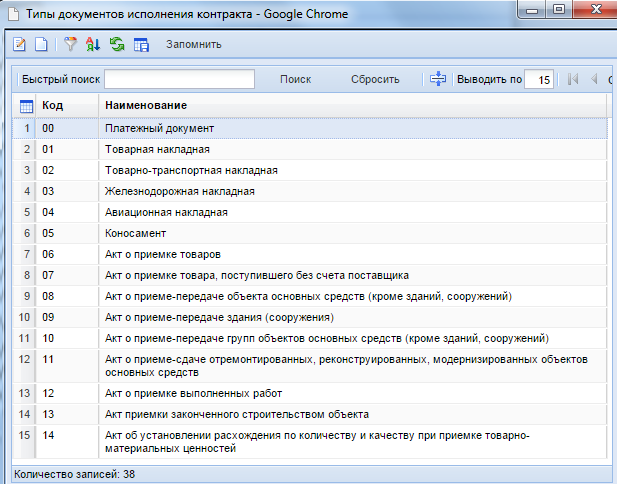 Типы документов исполнения контракта - Google Chrome
Запомнить
Быстрый поиск Поиск Сбросить Выводить по 15
Код Наименование
1 00 Платежный документ
2 01 Товарная накладная
3 02 Товарно-транспортная накладная
4 03 Железнодорожная накладная
5 04 Авиационная накладная
6 05 Коносамент
7 06 Акт о приемке товаров
8 07 Акт о приемке товара, поступившего без счета поставщика
9 08 Акт о приеме-передаче объекта основных средств (кроме зданий, сооружений)
10 09 Акт о приеме-передаче здания (сооружения)
11 10 Акт о приеме-передаче групп объектов основных средств (кроме зданий, сооружений)
12 11 Акт о приеме-сдаче отремонтированных, реконструированных, модернизированных объектов
основных средств
13 12 Акт о приемке выполненных работ
14 13 Акт приемки законченного строительством объекта
15 14 Акт об установлении расхождения по количеству и качеству при приемке товарно-
материальных ценностей
Количество записей: 38